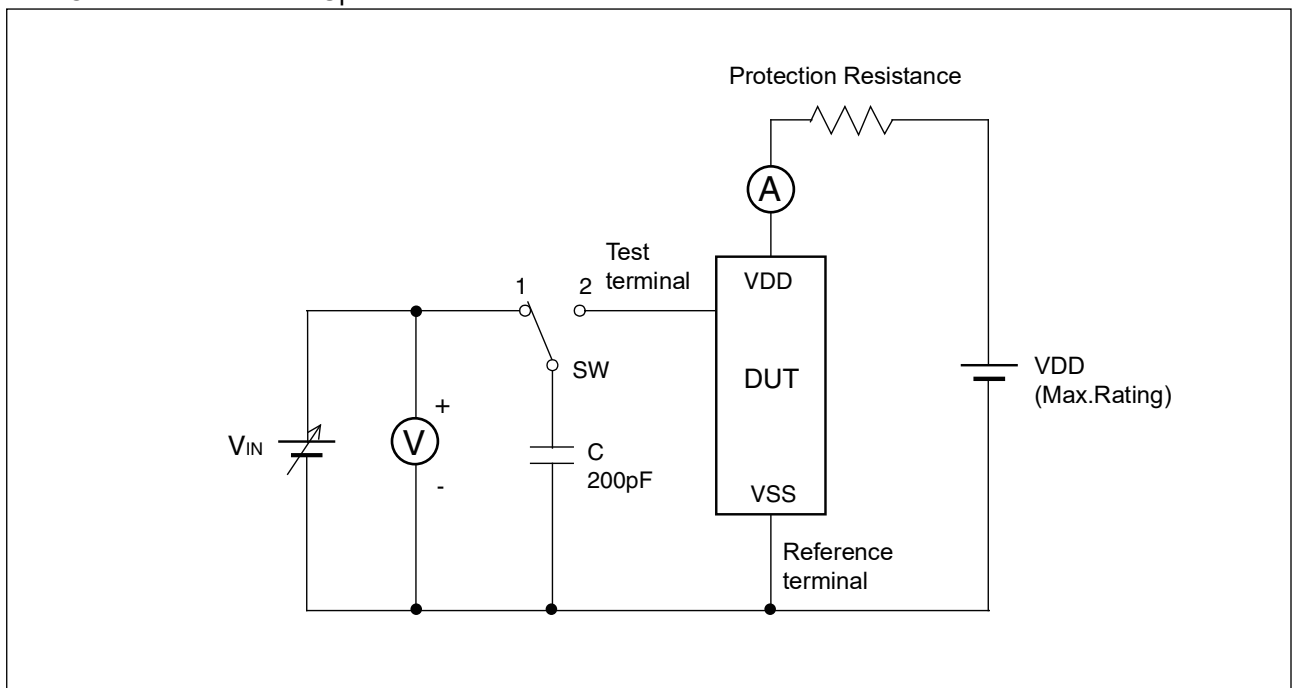 Protection Resistance
A
Test
terminal
1
2
VDD
SW
DUT
VDD
(Max.Rating)
VIN
+
V
-
C
200pF
VSS
Reference
terminal